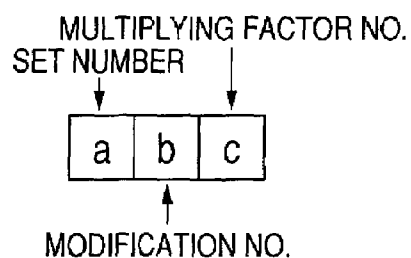 MULTIPLYING FACTOR NO.
SET NUMBER
a b c
MODIFICATION NO.